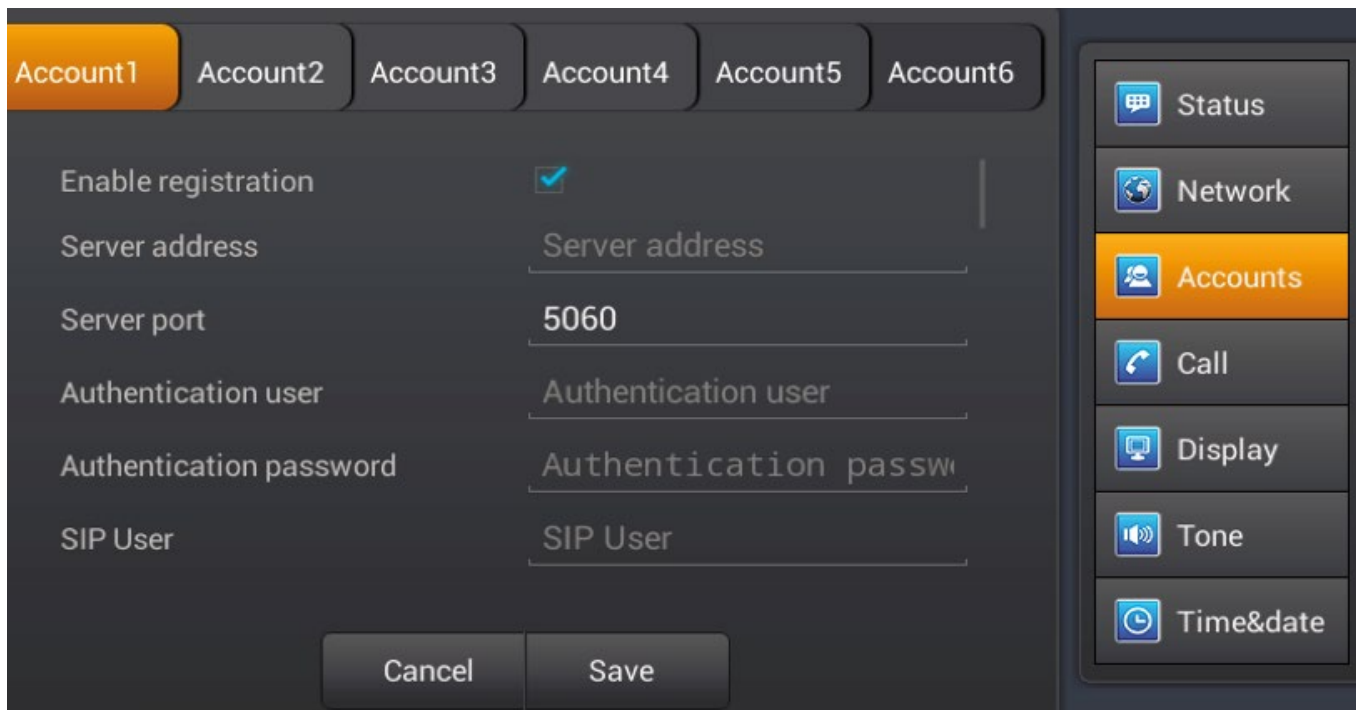 Account1 Account2 Account3 Account4 Account5 Account6
Enable registration
Server address Server address
Server port 5060
Authentication user Authentication user
Authentication password Authentication passw
SIP User SIP User
Cancel Save
Status
Network
Accounts
Call
Display
Tone
Time&date